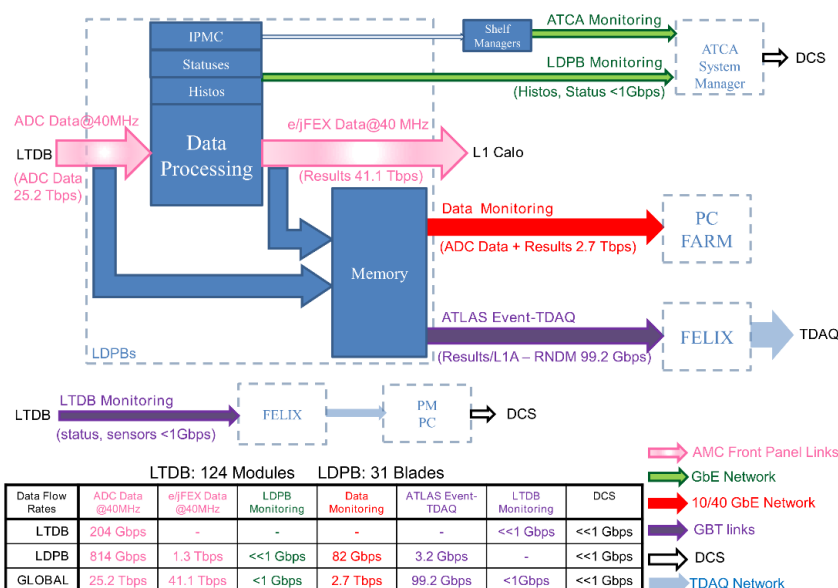 IPMC
Statuses
Histos
Data
Processing
Shelf
Managers
ATCA Monitoring
LDPB Monitoring
(Histos, Status <1Gbps)
ATCA
System
Manager
DCS
ADC Data@40MHz
LTDB
(ADC Data
25.2 Tbps)
e/jFEX Data@40 MHz
(Results 41.1 Tbps)
L1 Calo
Memory
Data Monitoring
(ADC Data + Results 2.7 Tbps)
PC
FARM
ATLAS Event-TDAQ
(Results/L1A – RNDM 99.2 Gbps)
FELIX
TDAQ
LDPBs
LTDB Monitoring
LTDB
(status, sensors <1Gbps)
FELIX
PM
PC
DCS
LTDB: 124 Modules LDPB: 31 Blades
Data Flow Rates | ADC Data @40MHz | e/jFEX Data @40MHz | LDPB Monitoring | Data Monitoring | ATLAS Event-TDAQ | LTDB Monitoring | DCS
LTDB | 204 Gbps | - | - | - | - | <<1 Gbps | <<1 Gbps
LDPB | 814 Gbps | 1.3 Tbps | <<1 Gbps | 82 Gbps | 3.2 Gbps | - | <<1 Gbps
GLOBAL | 25.2 Tbps | 41.1 Tbps | <1 Gbps | 2.7 Tbps | 99.2 Gbps | <1Gbps | <<1 Gbps
AMC Front Panel Links
GbE Network
10/40 GbE Network
GBT links
DCS
TDAQ Network